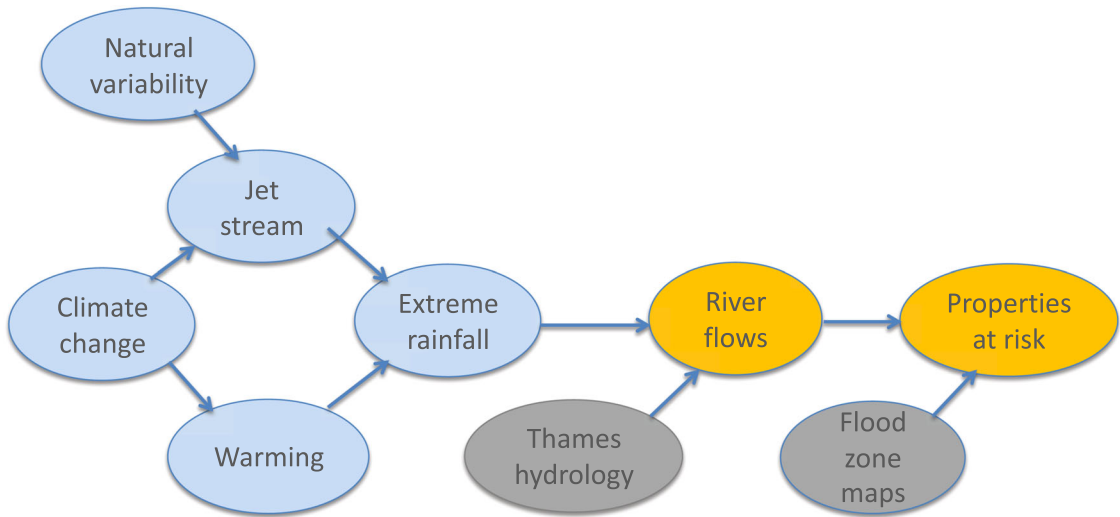 Natural
variability
Jet
stream
Climate
change
Extreme
rainfall
River
flows
Properties
at risk
Warming
Thames
hydrology
Flood
zone
maps